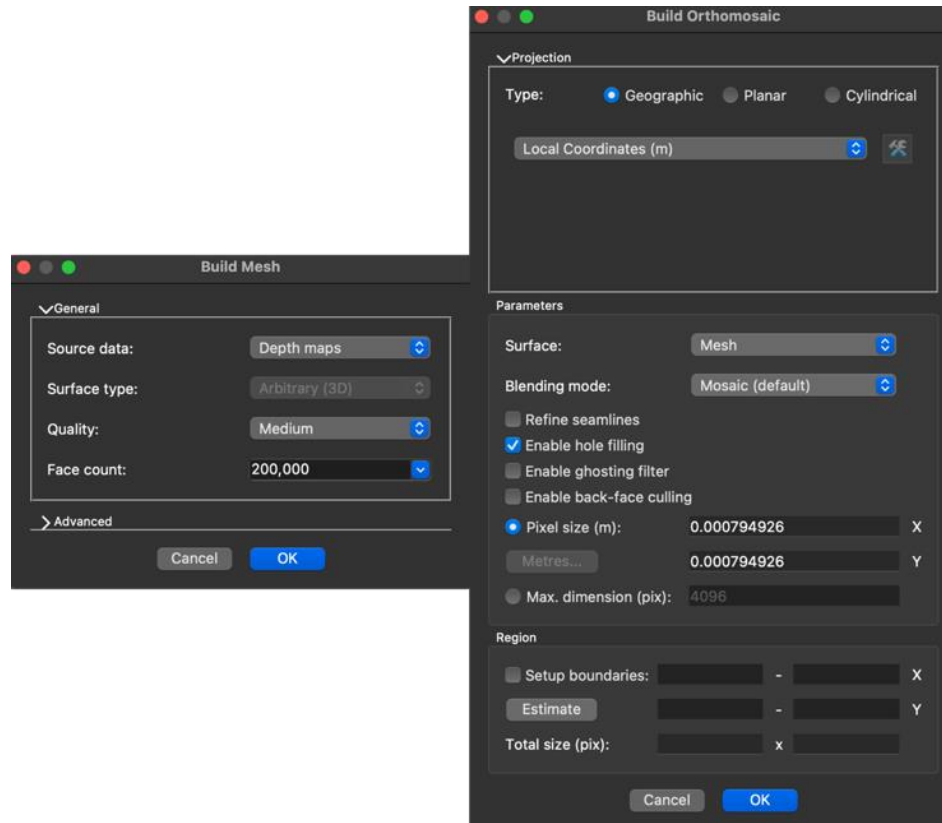 Build Mesh
General
Source data: Depth maps
Surface type: Arbitrary (3D)
Quality: Medium
Face count: 200,000
Advanced
Cancel OK
Build Orthomosaic
Projection
Type: Geographic Planar Cylindrical
Local Coordinates (m)
Parameters
Surface: Mesh
Blending mode: Mosaic (default)
Refine seamlines
Enable hole filling
Enable ghosting filter
Enable back-face culling
Pixel size (m): 0.000794926 X
Metres... 0.000794926 Y
Max. dimension (pix): 4096
Region
Setup boundaries: - X
Estimate - Y
Total size (pix): x
Cancel OK